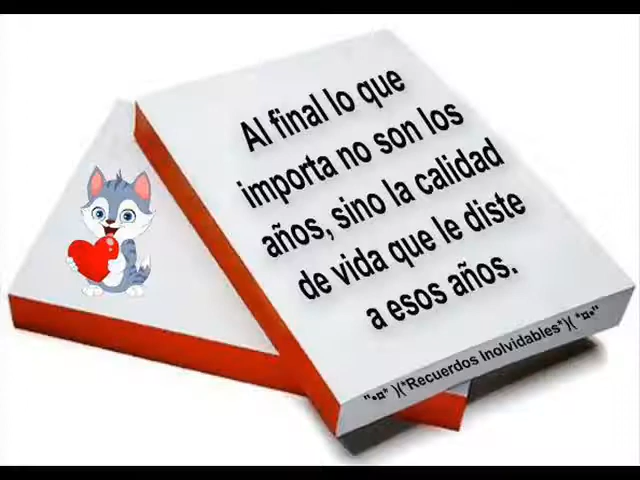 Al final lo que
importa no son los
años, sino la calidad
de vida que le diste
a esos años.
"•¤" )(*Recuerdos Inolvidables*)( *¤•"